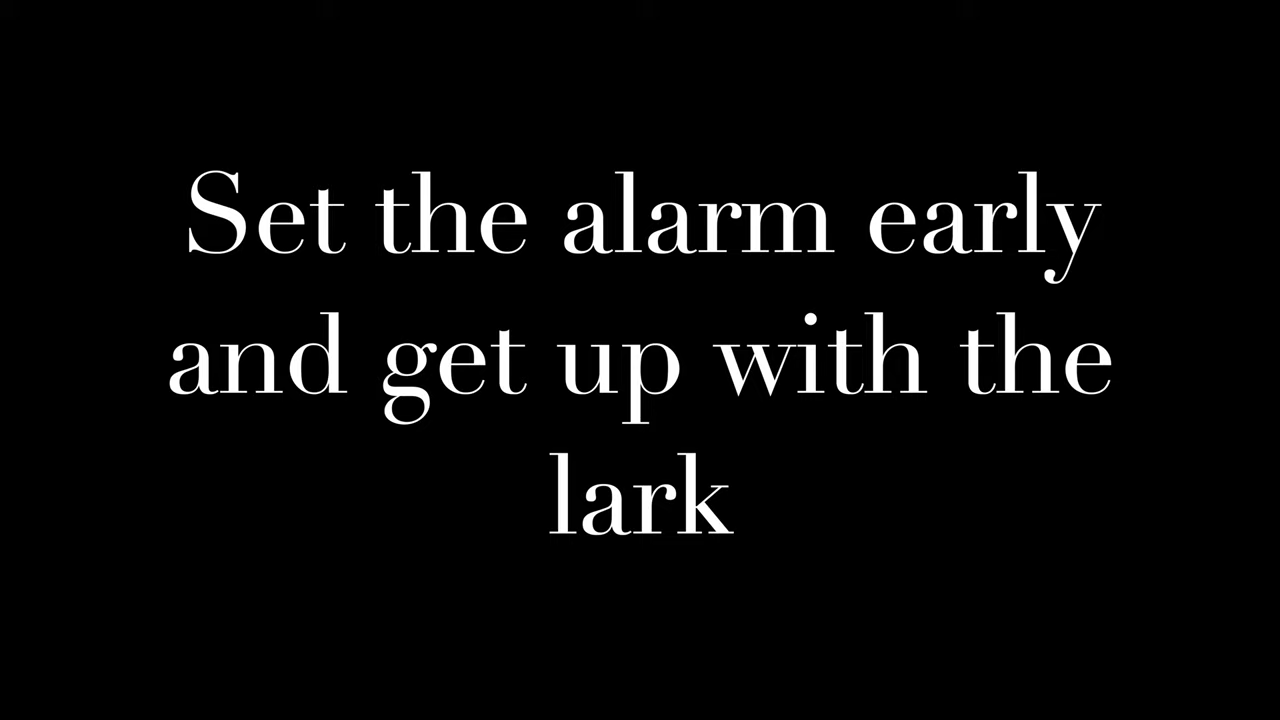 Set the alarm early
and get up with the
lark